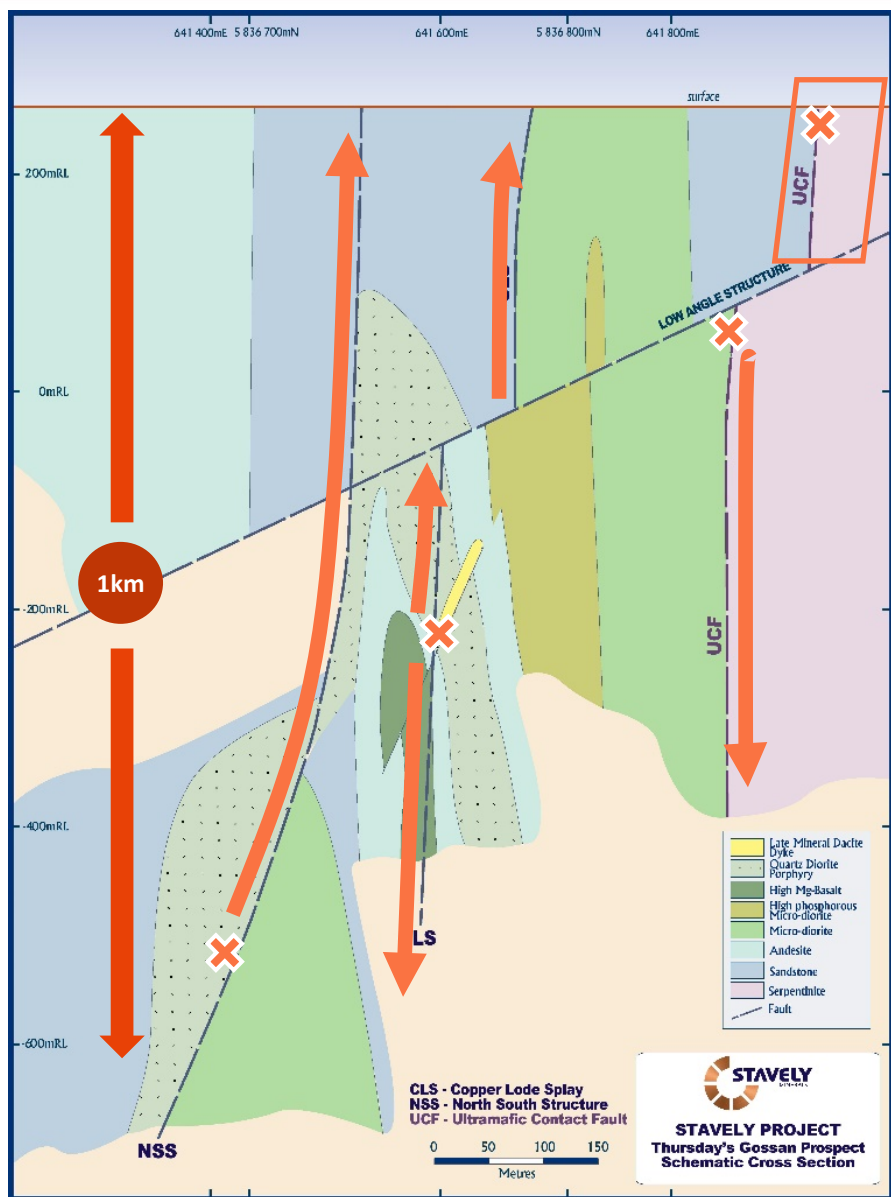 641 400mE 5 836 700mN 641 600mE 5 836 800mN 641 800mE
surface
200mRL
UCF
LOW ANGLE STRUCTURE
0mRL
1km
-200mRL
UCF
-400mRL
Late Mineral Dacite
Dyke
Quartz Diorite
Porphyry
High Mg-Basalt
High phosphorous
Micro-diorite
Micro-diorite
Andesite
Sandstone
Serpentinite
Fault
LS
-600mRL
NSS
CLS - Copper Lode Splay
NSS - North South Structure
UCF - Ultramafic Contact Fault
0 50 100 150
Metres
STAVELY
MINERALS
STAVELY PROJECT
Thursday's Gossan Prospect
Schematic Cross Section